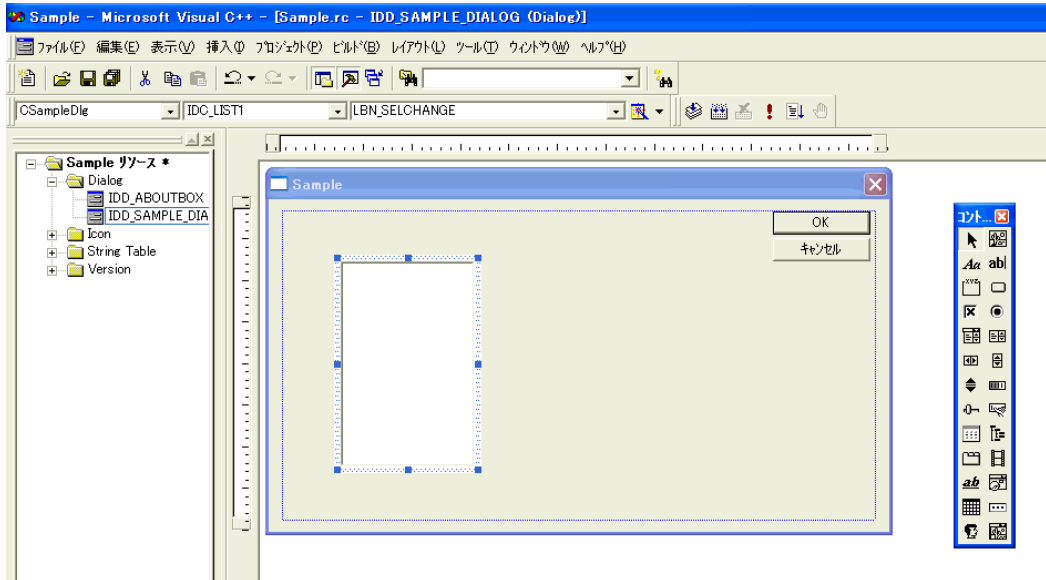 Sample - Microsoft Visual C++ - [Sample.rc - IDD_SAMPLE_DIALOG (Dialog)]
ファイル(F) 編集(E) 表示(V) 挿入(I) プロジェクト(P) ビルド(B) レイアウト(L) ツール(T) ウィンドウ(W) ヘルプ(H)
CSampleDlg IDC_LIST1 LBN_SELCHANGE
Sample リソース *
Dialog
IDD_ABOUTBOX
IDD_SAMPLE_DIA
Icon
String Table
Version
Sample
OK
キャンセル
コント...
Aa ab|
xyz
ab